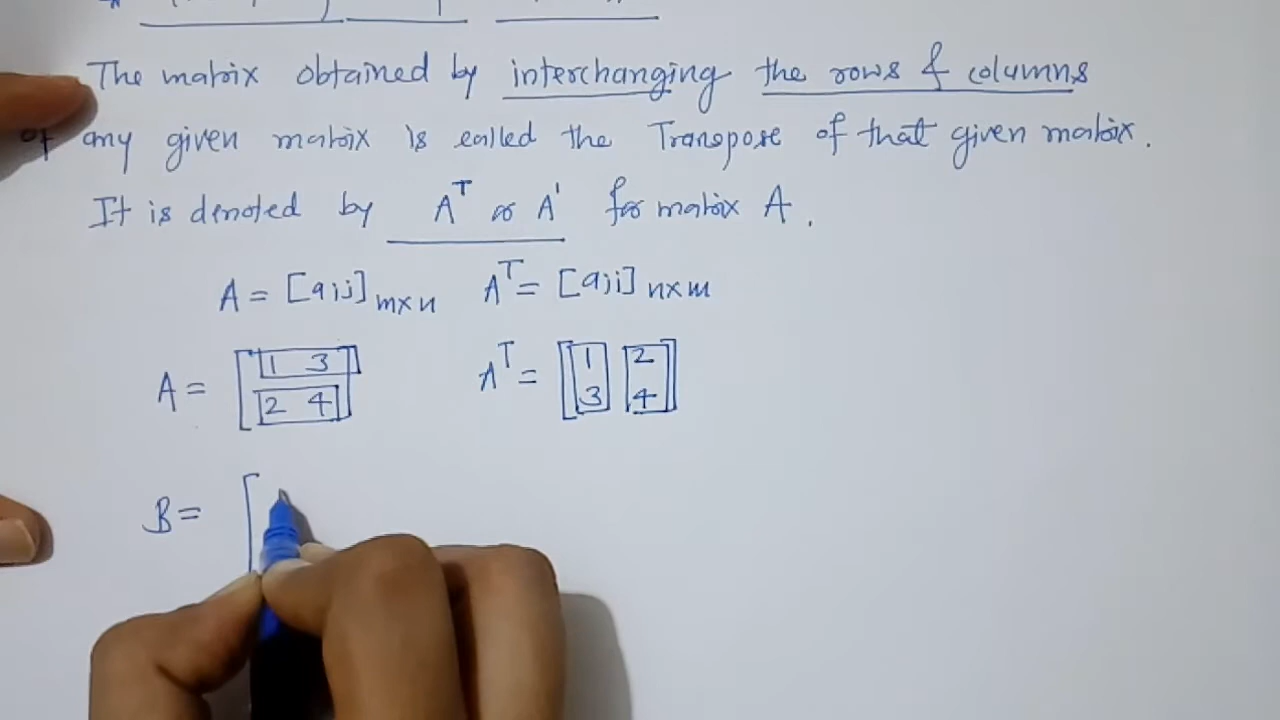 The matrix obtained by interchanging the rows & columns
of any given matrix is called the Transpose of that given matrix.
It is denoted by A^T or A' for matrix A.
A = [aij] m×n A^T = [aji] n×m
A = [1 3
2 4] A^T = [1 2
3 4]
B = [